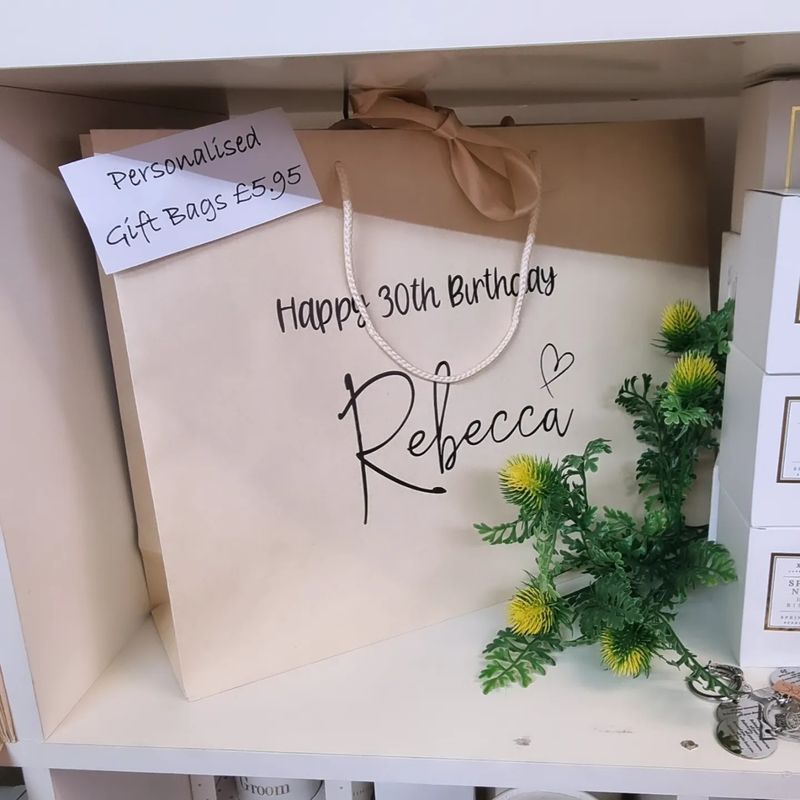 Personalised
Gift Bags £5.95
Happy 30th Birthday
Rebecca
Groom